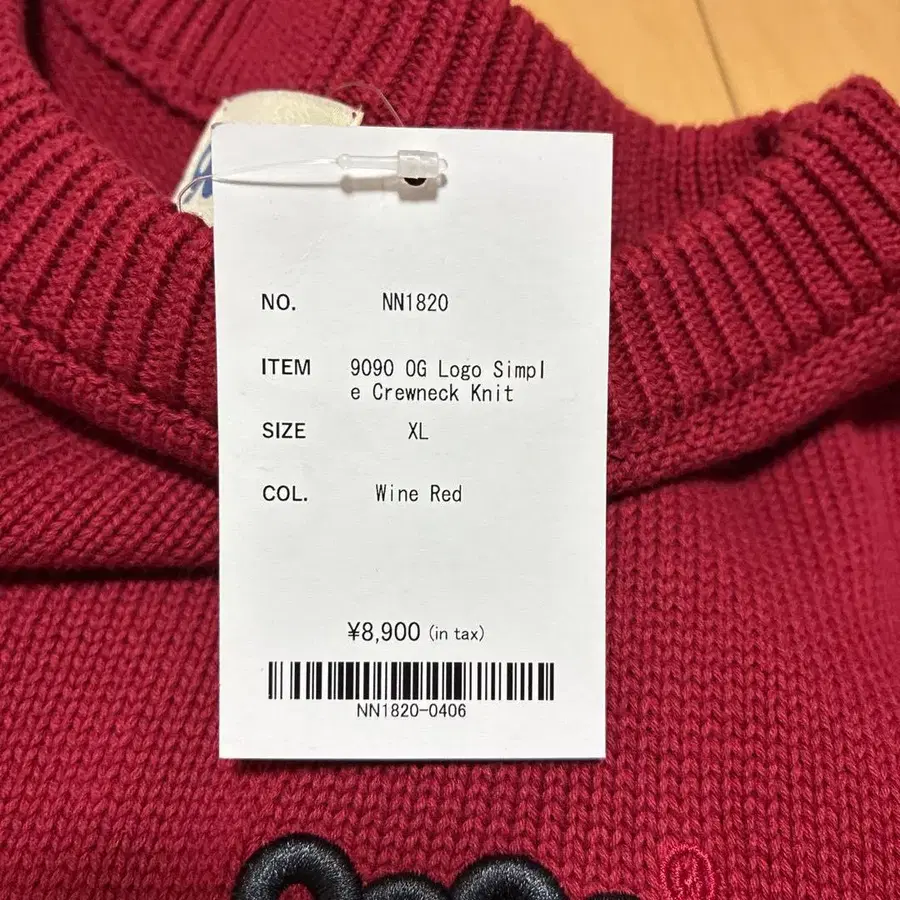 NO. NN1820
ITEM 9090 OG Logo Simpl
e Crewneck Knit
SIZE XL
COL. Wine Red
¥8,900 (in tax)
NN1820-0406